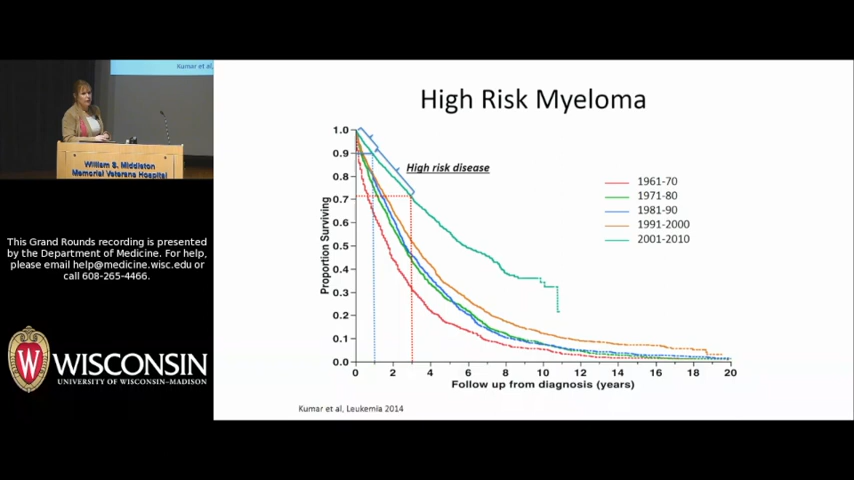 Kumar et al,
William S. Middleton
Memorial Veterans Hospital
This Grand Rounds recording is presented
by the Department of Medicine. For help,
please email help@medicine.wisc.edu or
call 608-265-4466.
W
WISCONSIN
UNIVERSITY OF WISCONSIN–MADISON
High Risk Myeloma
High risk disease
1961-70
1971-80
1981-90
1991-2000
2001-2010
Proportion Surviving
1.0
0.9
0.8
0.7
0.6
0.5
0.4
0.3
0.2
0.1
0.0
0 2 4 6 8 10 12 14 16 18 20
Follow up from diagnosis (years)
Kumar et al, Leukemia 2014